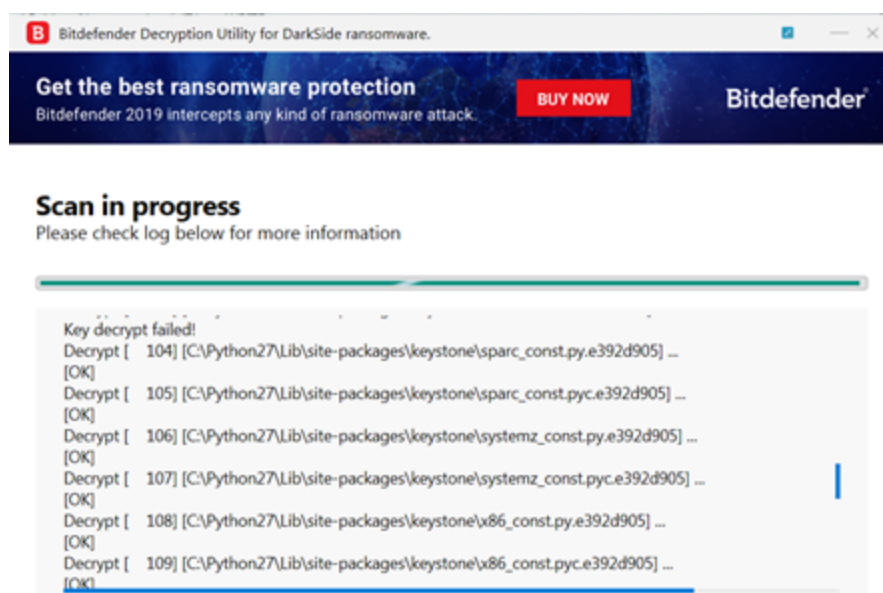 B Bitdefender Decryption Utility for DarkSide ransomware.
Get the best ransomware protection
Bitdefender 2019 intercepts any kind of ransomware attack.
BUY NOW
Bitdefender®
Scan in progress
Please check log below for more information
Key decrypt failed!
Decrypt [ 104] [C:\Python27\Lib\site-packages\keystone\sparc_const.py.e392d905] ...
[OK]
Decrypt [ 105] [C:\Python27\Lib\site-packages\keystone\sparc_const.pyc.e392d905] ...
[OK]
Decrypt [ 106] [C:\Python27\Lib\site-packages\keystone\systemz_const.py.e392d905] ...
[OK]
Decrypt [ 107] [C:\Python27\Lib\site-packages\keystone\systemz_const.pyc.e392d905] ...
[OK]
Decrypt [ 108] [C:\Python27\Lib\site-packages\keystone\x86_const.py.e392d905] ...
[OK]
Decrypt [ 109] [C:\Python27\Lib\site-packages\keystone\x86_const.pyc.e392d905] ...
[OK]